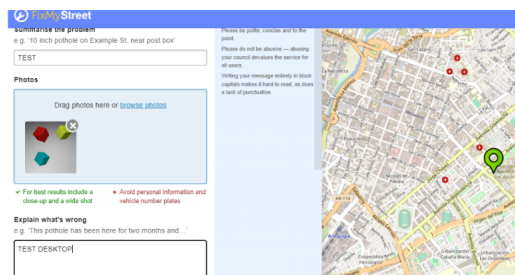 FixMyStreet
Summarise the problem
e.g. '10 inch pothole on Example St, near post box'
TEST
Photos
Drag photos here or browse photos
✔ For best results include a
close-up and a wide shot
Avoid personal information and
vehicle number plates
Explain what's wrong
e.g. 'This pothole has been here for two months and…'
TEST DESKTOP
Please be polite, concise and to the
point.
Please do not be abusive — abusing
your council devalues the service for
all users.
Writing your message entirely in block
capitals makes it hard to read, as does
a lack of punctuation.